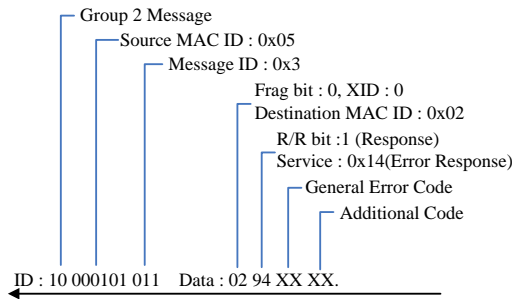 Group 2 Message
Source MAC ID : 0x05
Message ID : 0x3
Frag bit : 0, XID : 0
Destination MAC ID : 0x02
R/R bit :1 (Response)
Service : 0x14(Error Response)
General Error Code
Additional Code
ID : 10 000101 011 Data : 02 94 XX XX.